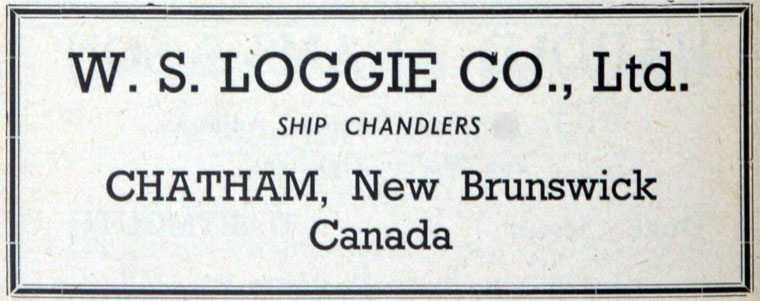 W. S. LOGGIE CO., Ltd.
SHIP CHANDLERS
CHATHAM, New Brunswick
Canada